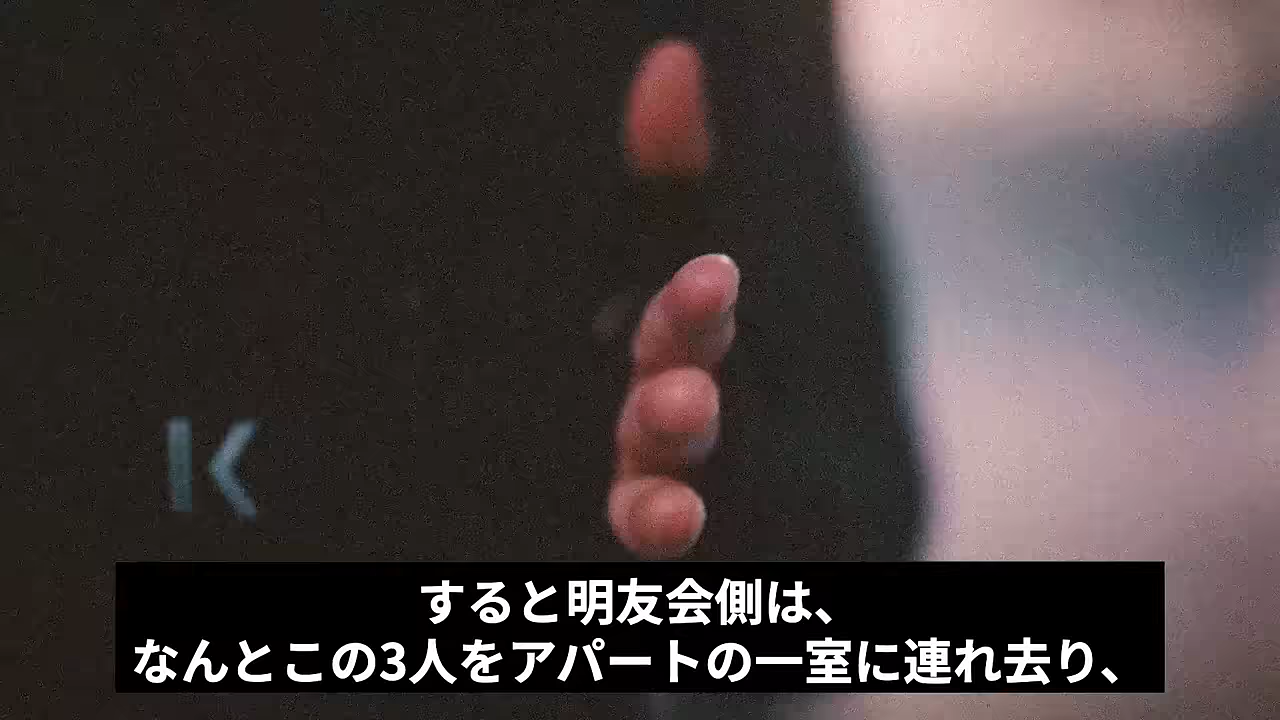 すると明友会側は、
なんとこの3人をアパートの一室に連れ去り、